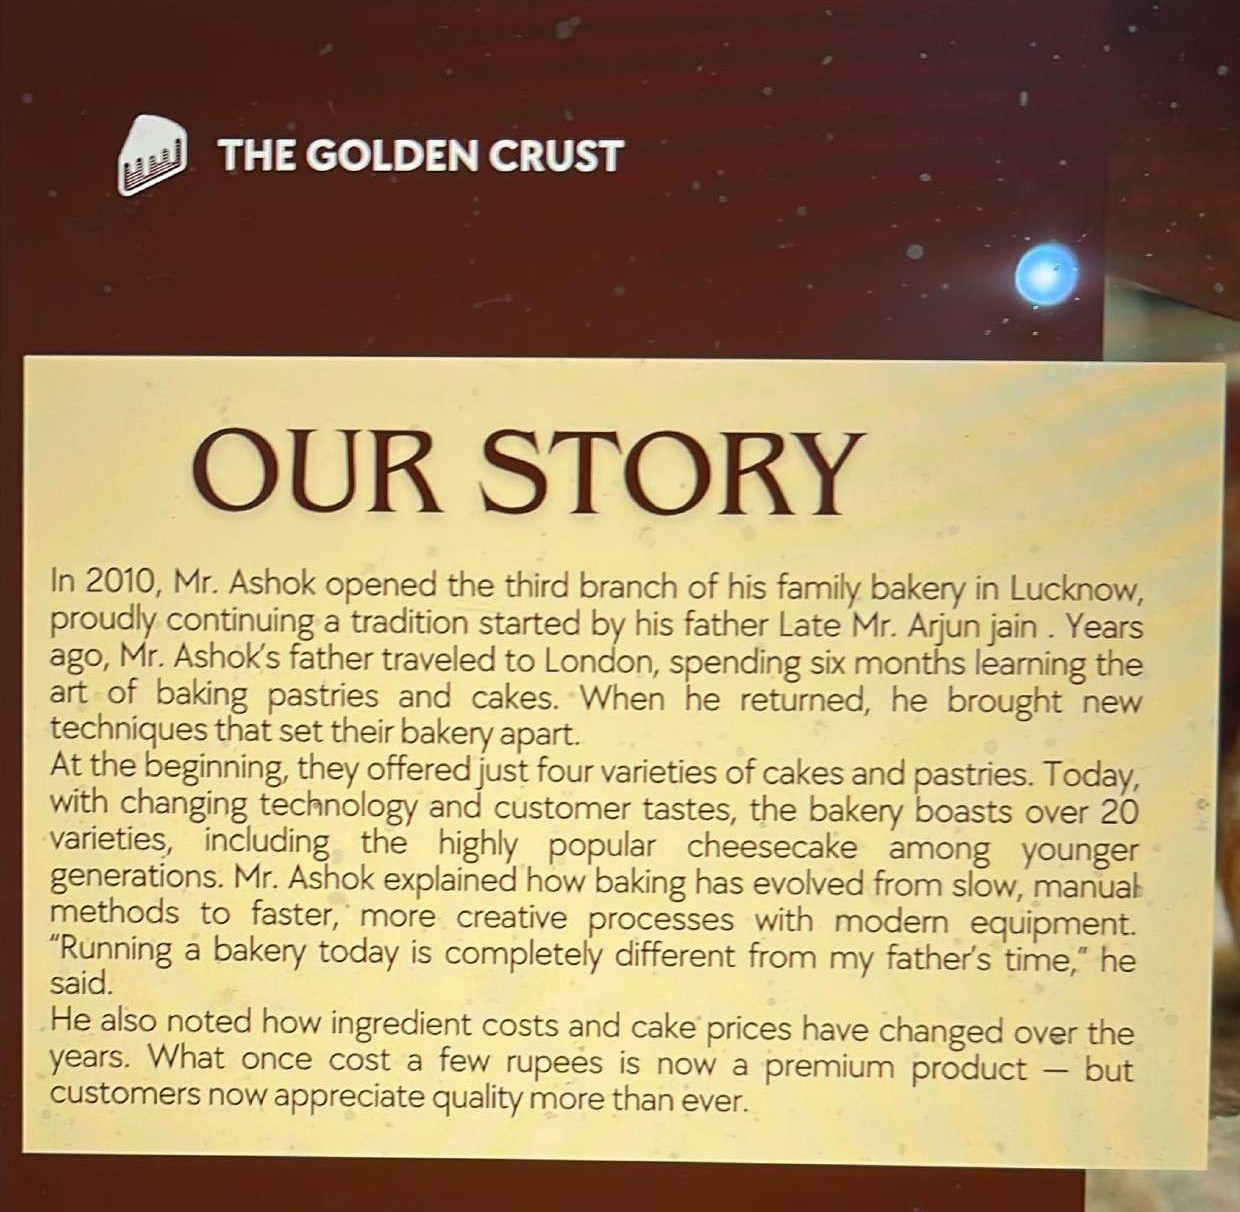 THE GOLDEN CRUST
OUR STORY
In 2010, Mr. Ashok opened the third branch of his family bakery in Lucknow,
proudly continuing a tradition started by his father Late Mr. Arjun jain . Years
ago, Mr. Ashok's father traveled to London, spending six months learning the
art of baking pastries and cakes. When he returned, he brought new
techniques that set their bakery apart.
At the beginning, they offered just four varieties of cakes and pastries. Today,
with changing technology and customer tastes, the bakery boasts over 20
varieties, including the highly popular cheesecake among younger
generations. Mr. Ashok explained how baking has evolved from slow, manual
methods to faster, more creative processes with modern equipment.
“Running a bakery today is completely different from my father's time,” he
said.
He also noted how ingredient costs and cake prices have changed over the
years. What once cost a few rupees is now a premium product — but
customers now appreciate quality more than ever.